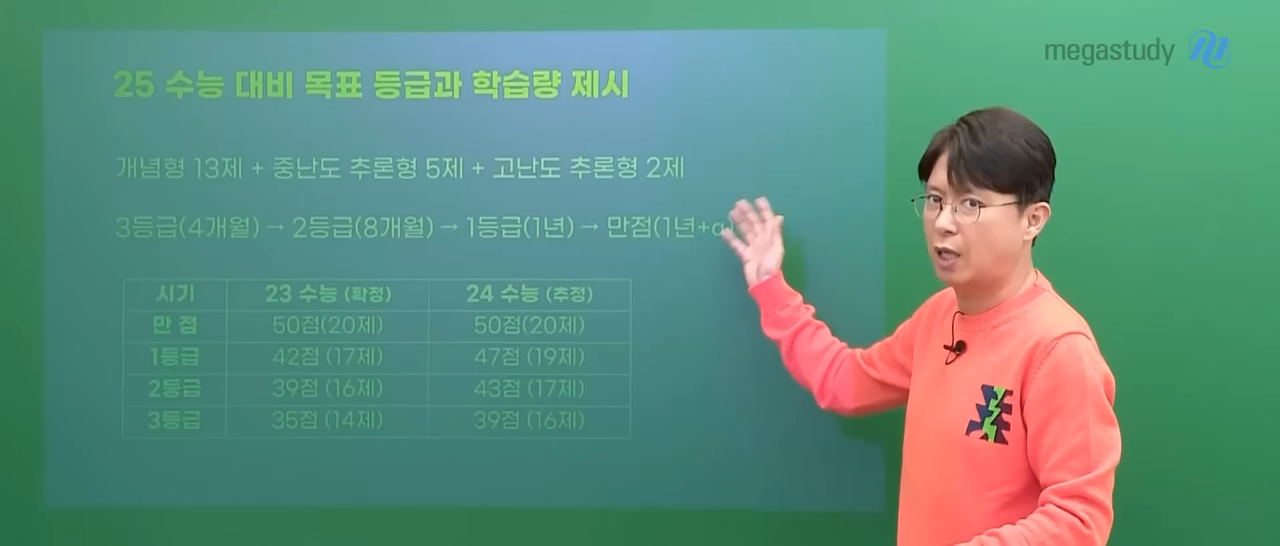 megastudy
25 수능 대비 목표 등급과 학습량 제시
개념형 13제 + 중난도 추론형 5제 + 고난도 추론형 2제
3등급(4개월) → 2등급(8개월) → 1등급(1년) → 만점(1년+α)
시기 23 수능 (확정) 24 수능 (추정)
만 점 50점(20제) 50점(20제)
1등급 42점 (17제) 47점 (19제)
2등급 39점 (16제) 43점 (17제)
3등급 35점 (14제) 39점 (16제)